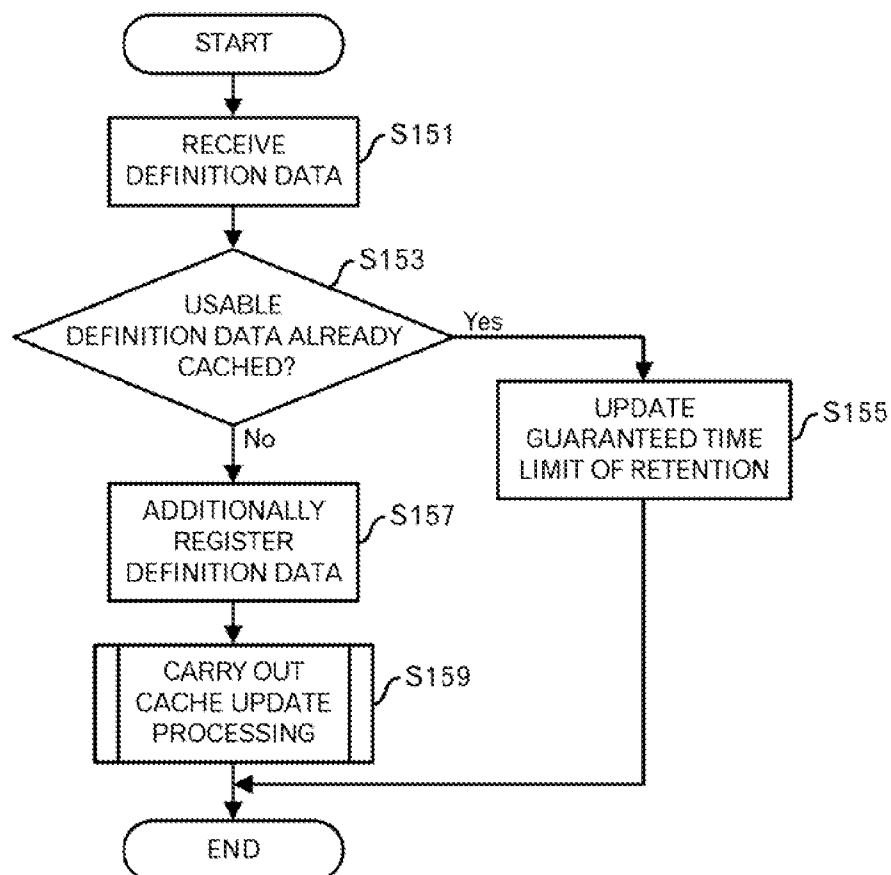 START
RECEIVE
DEFINITION DATA
S151
S153
USABLE
DEFINITION DATA ALREADY
CACHED?
Yes
No
UPDATE
GUARANTEED TIME
LIMIT OF RETENTION
S155
ADDITIONALLY
REGISTER
DEFINITION DATA
S157
CARRY OUT
CACHE UPDATE
PROCESSING
S159
END